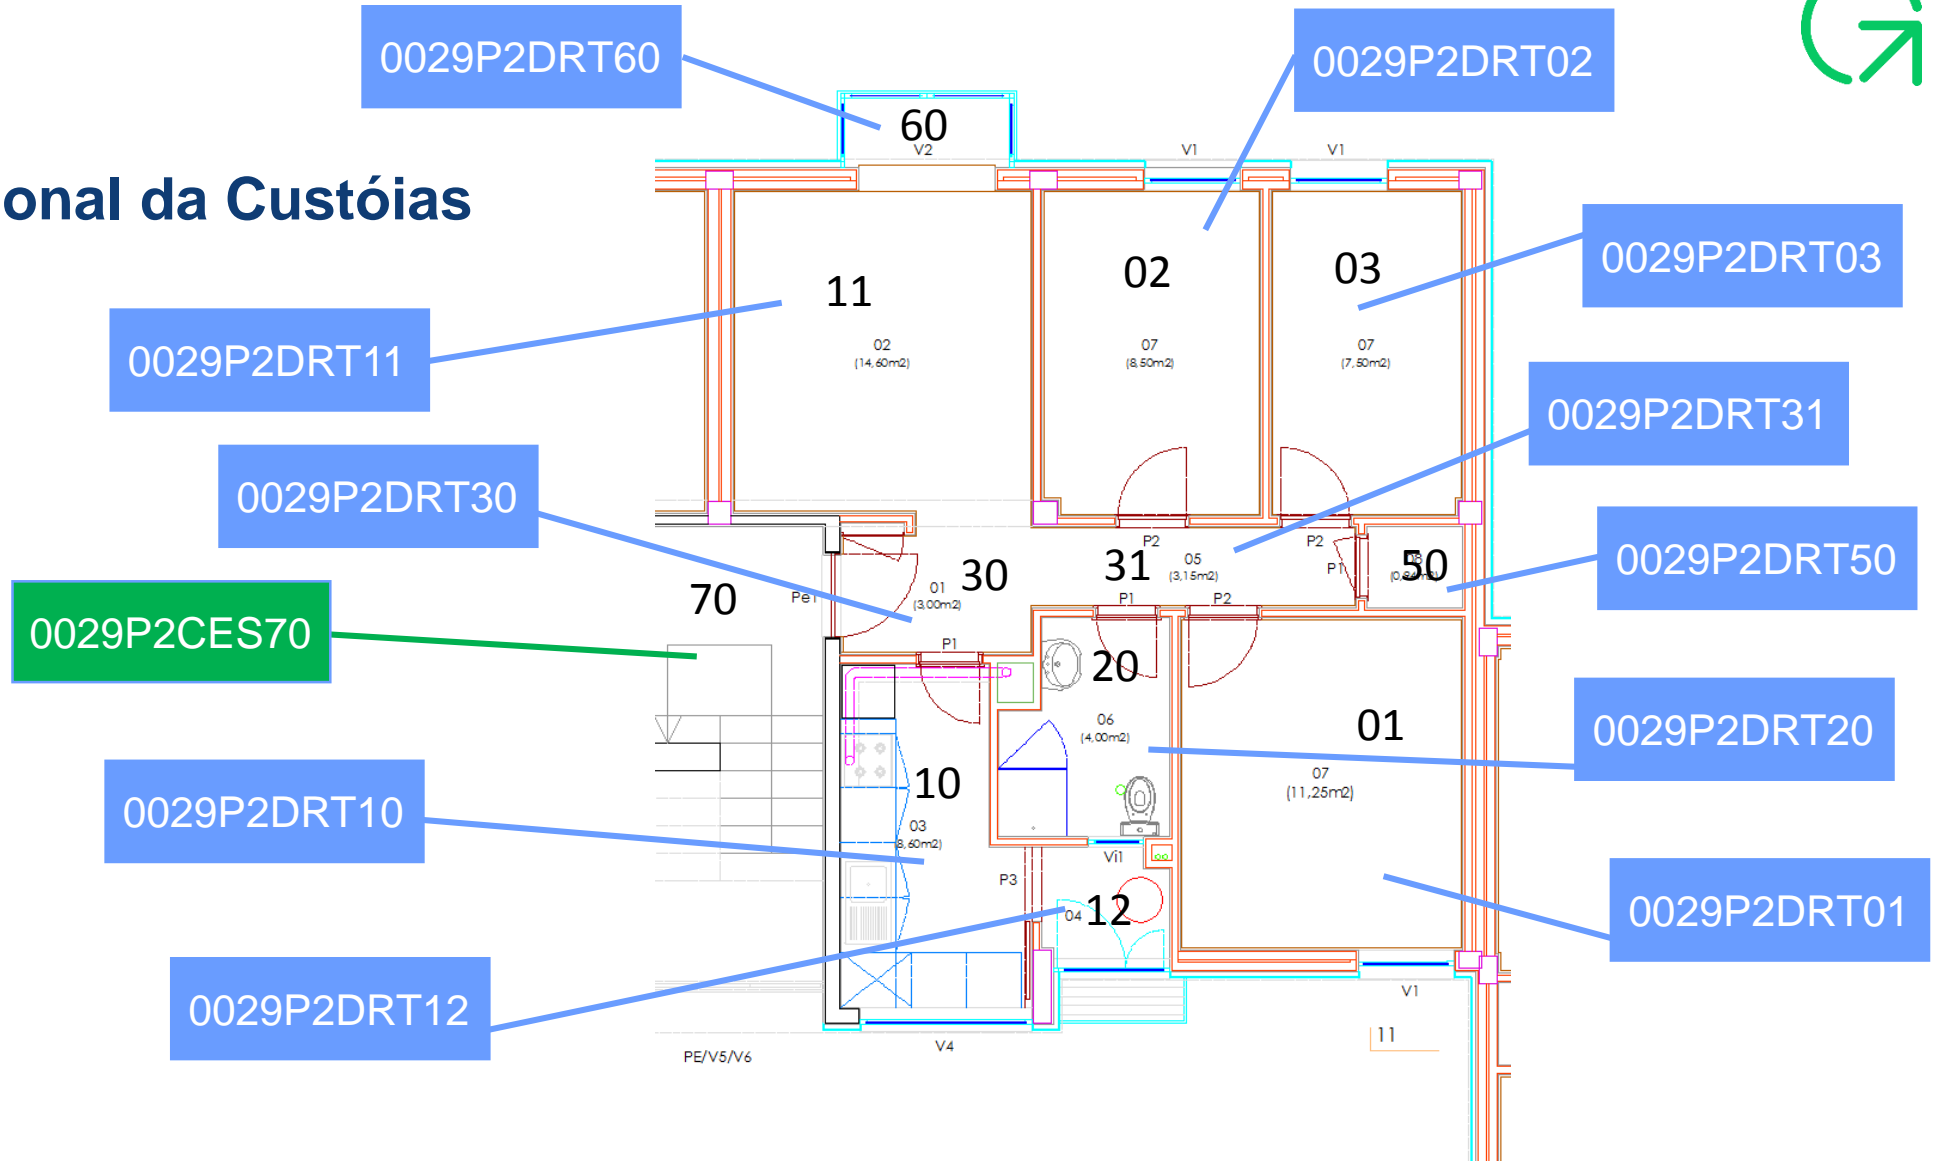 0029P2DRT60
0029P2DRT02
60
V2
V1
V1
onal da Custóias
0029P2DRT03
11
02
03
0029P2DRT11
02
(14,60m2)
07
(8,50m2)
07
(7,50m2)
0029P2DRT31
0029P2DRT30
P2
P2
0029P2DRT50
01
(3,00m2)
30
31
05
(3,15m2)
P1
50
70
Pe1
P1
P2
0029P2CES70
P1
20
01
0029P2DRT20
06
(4,00m2)
10
07
(11,25m2)
0029P2DRT10
03
8,60m2)
Vi1
P3
04
12
0029P2DRT01
0029P2DRT12
V1
V4
11
PE/V5/V6